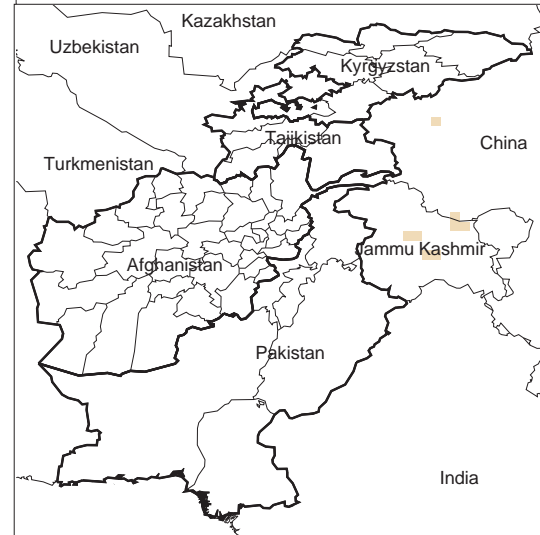 Kazakhstan
Uzbekistan
Kyrgyzstan
Tajikistan
China
Turkmenistan
Jammu Kashmir
Afghanistan
Pakistan
India